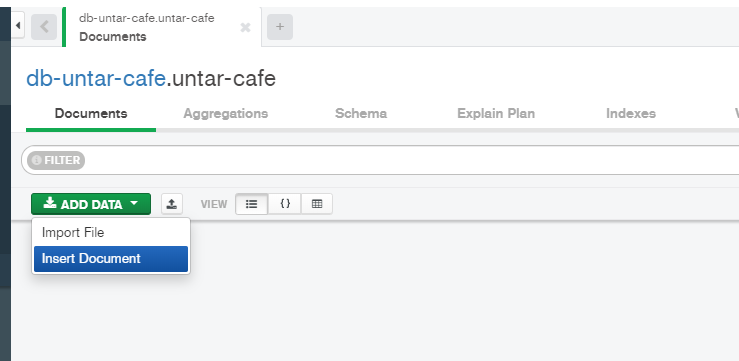 db-untar-cafe.untar-cafe
Documents
db-untar-cafe.untar-cafe
Documents Aggregations Schema Explain Plan Indexes
FILTER
ADD DATA VIEW { }
Import File
Insert Document